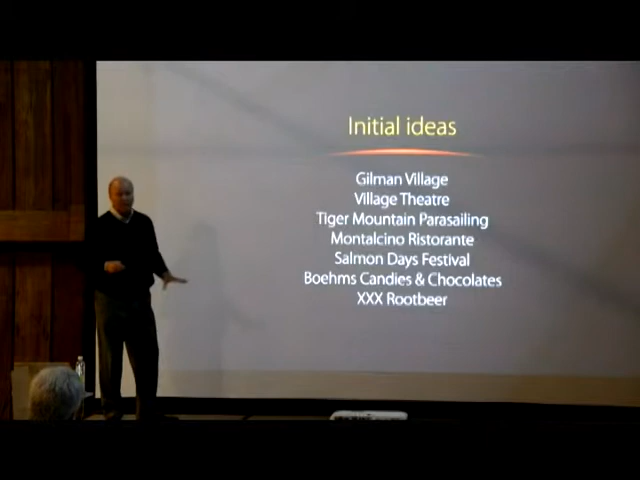 Initial ideas
Gilman Village
Village Theatre
Tiger Mountain Parasailing
Montalcino Ristorante
Salmon Days Festival
Boehms Candies & Chocolates
XXX Rootbeer